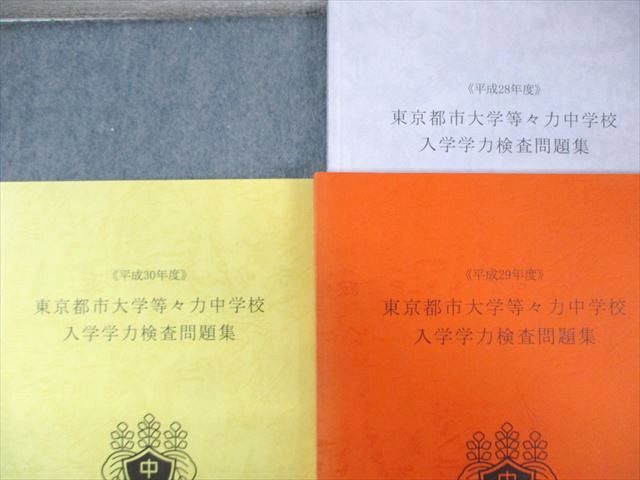 《平成28年度》
東京都市大学等々力中学校
入学学力検査問題集
《平成30年度》
東京都市大学等々力中学校
入学学力検査問題集
中
《平成29年度》
東京都市大学等々力中学校
入学学力検査問題集
中